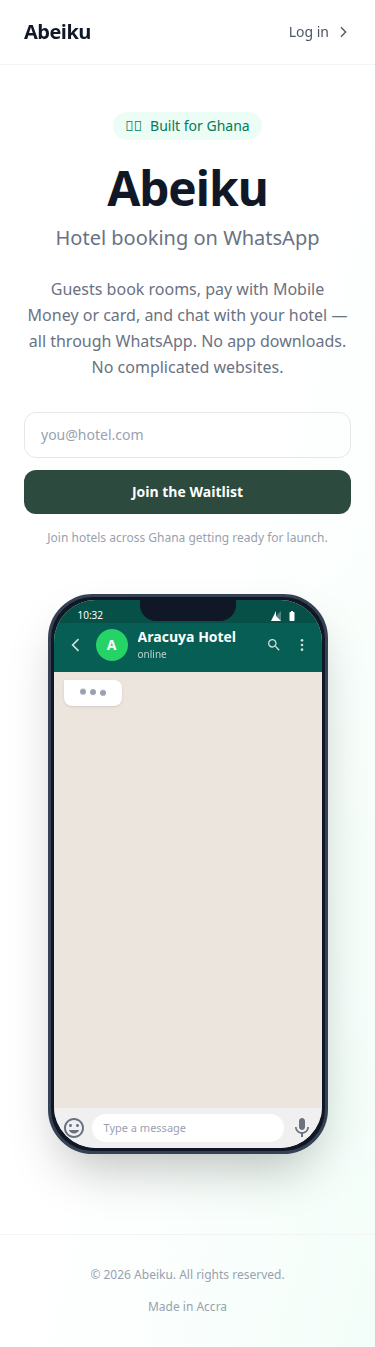 Abeiku
Log in
Built for Ghana
Abeiku
Hotel booking on WhatsApp
Guests book rooms, pay with Mobile
Money or card, and chat with your hotel —
all through WhatsApp. No app downloads.
No complicated websites.
you@hotel.com
Join the Waitlist
Join hotels across Ghana getting ready for launch.
10:32
A
Aracuya Hotel
online
Type a message
© 2026 Abeiku. All rights reserved.
Made in Accra